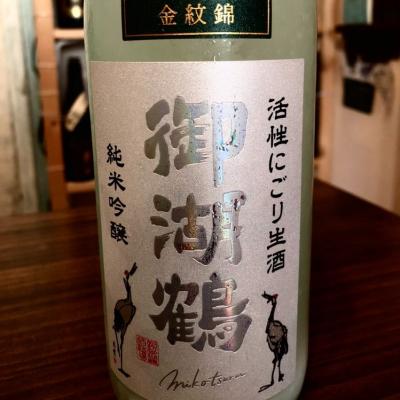 金紋錦
活性にごり生酒
御湖鶴
純米吟醸
mikotsuru